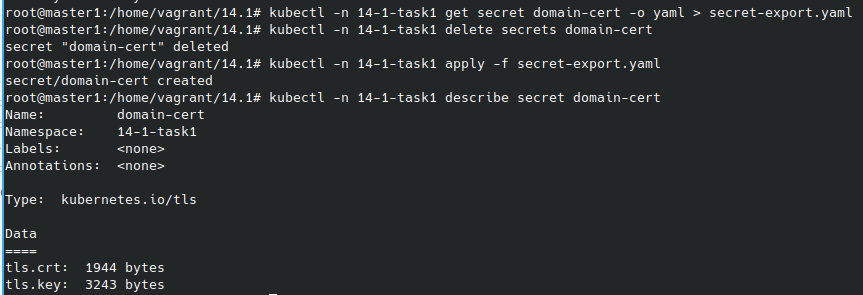 root@master1:/home/vagrant/14.1# kubectl -n 14-1-task1 get secret domain-cert -o yaml > secret-export.yaml
root@master1:/home/vagrant/14.1# kubectl -n 14-1-task1 delete secrets domain-cert
secret "domain-cert" deleted
root@master1:/home/vagrant/14.1# kubectl -n 14-1-task1 apply -f secret-export.yaml
secret/domain-cert created
root@master1:/home/vagrant/14.1# kubectl -n 14-1-task1 describe secret domain-cert
Name:         domain-cert
Namespace:    14-1-task1
Labels:       <none>
Annotations:  <none>

Type:  kubernetes.io/tls

Data
====
tls.crt:  1944 bytes
tls.key:  3243 bytes